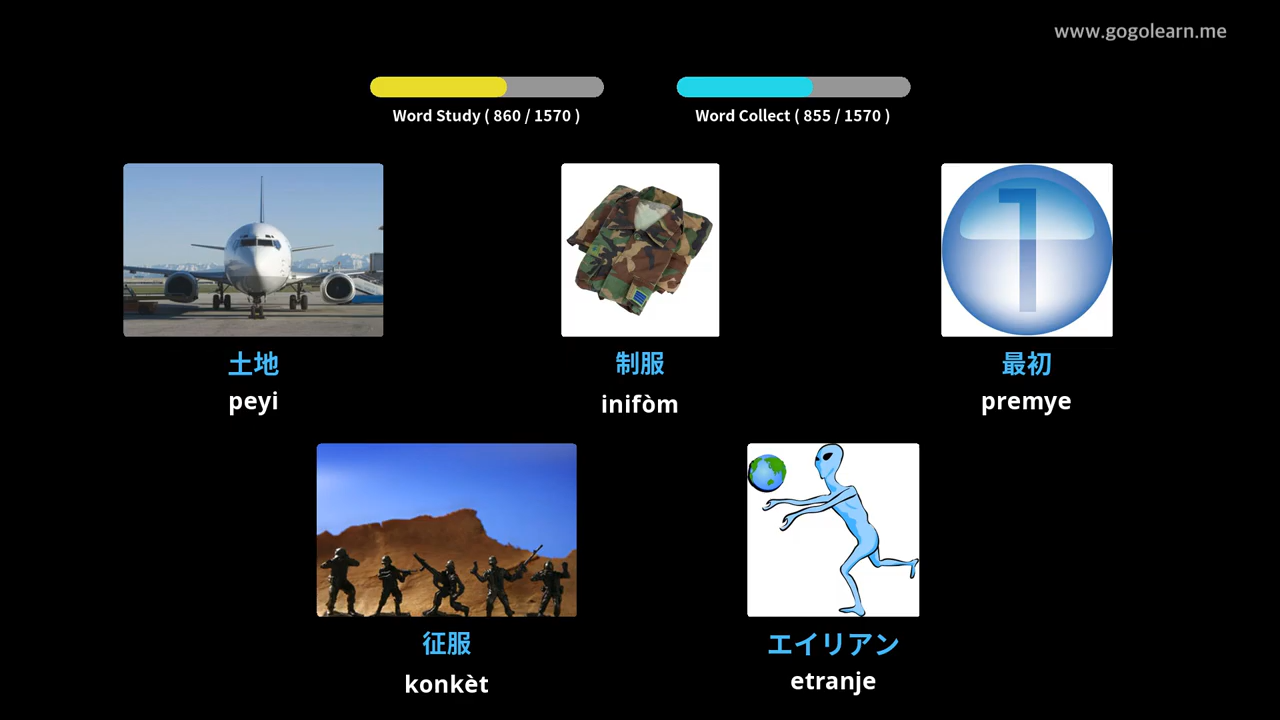 www.gogolearn.me
Word Study ( 860 / 1570 )
Word Collect ( 855 / 1570 )
土地
peyi
制服
inifòm
最初
premye
征服
konkèt
エイリアン
etranje